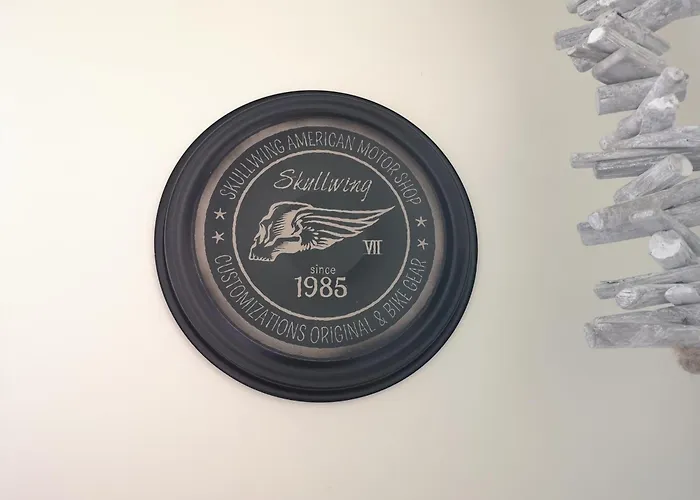 SKULLWING AMERICAN MOTOR SHOP
Skullwing
VII
since
1985
CUSTOMIZATIONS ORIGINAL & BIKE GEAR